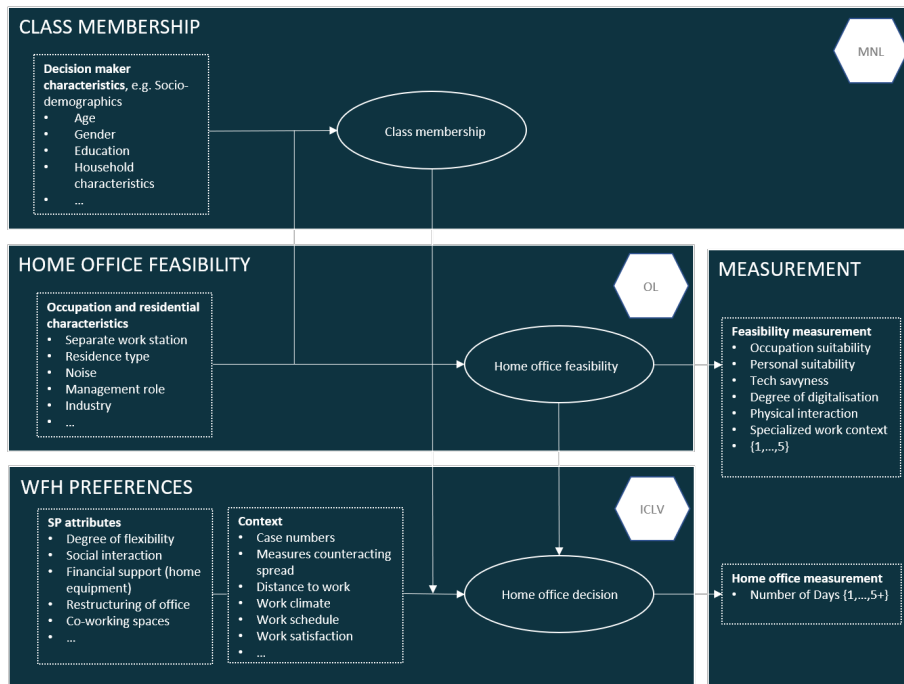 CLASS MEMBERSHIP
MNL
Decision maker
characteristics, e.g. Socio-
demographics
• Age
• Gender
• Education
• Household
characteristics
• ...
Class membership
HOME OFFICE FEASIBILITY
OL
Occupation and residential
characteristics
• Separate work station
• Residence type
• Noise
• Management role
• Industry
• ...
Home office feasibility
MEASUREMENT
Feasibility measurement
• Occupation suitability
• Personal suitability
• Tech savyness
• Degree of digitalisation
• Physical interaction
• Specialized work context
• {1,...,5}
WFH PREFERENCES
ICLV
SP attributes
• Degree of flexibility
• Social interaction
• Financial support (home
equipment)
• Restructuring of office
• Co-working spaces
• ...
Context
• Case numbers
• Measures counteracting
spread
• Distance to work
• Work climate
• Work schedule
• Work satisfaction
• ...
Home office decision
Home office measurement
• Number of Days {1,...,5+}